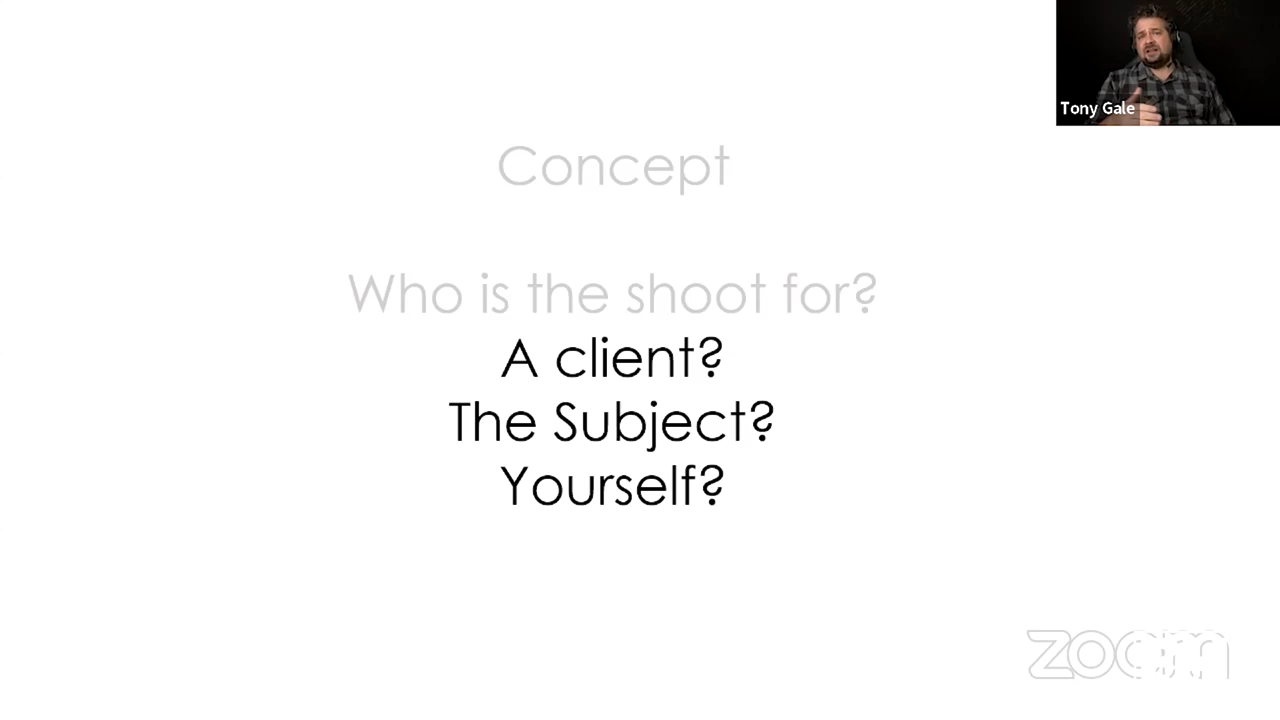 Tony Gale
Concept
Who is the shoot for?
A client?
The Subject?
Yourself?
zoom